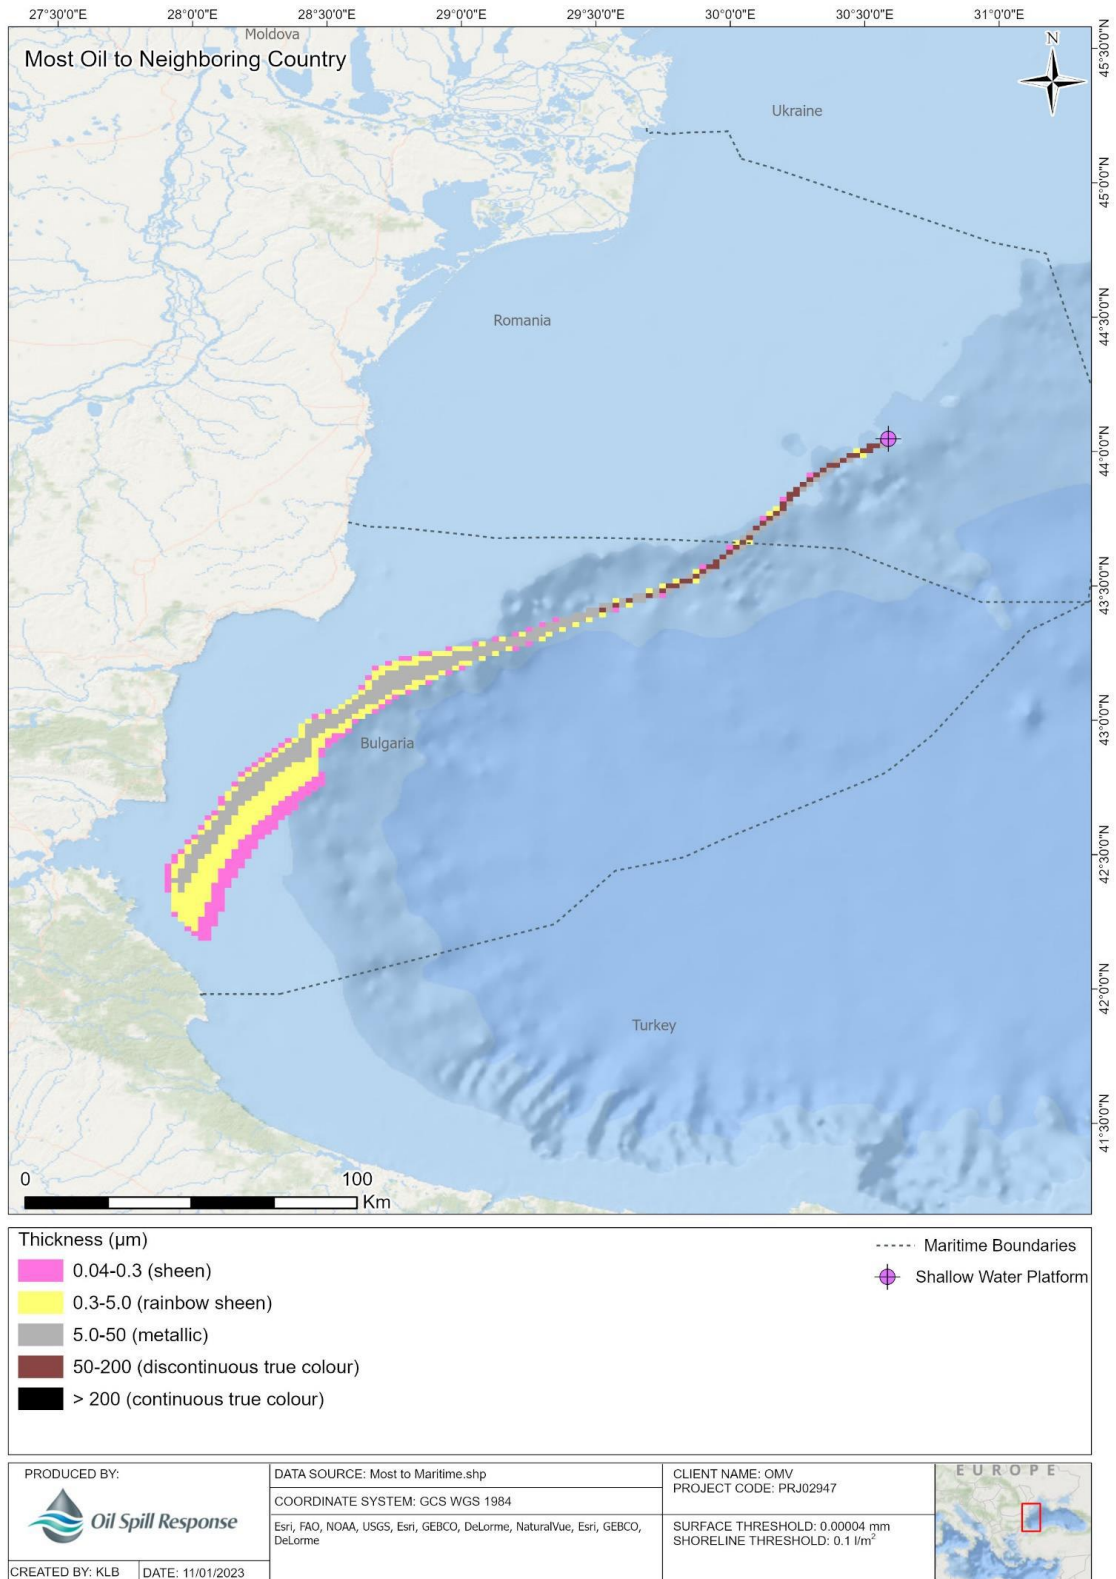 27°30'0"E 28°0'0"E 28°30'0"E 29°0'0"E 29°30'0"E 30°0'0"E 30°30'0"E 31°0'0"E
Moldova
Most Oil to Neighboring Country
N
45°30'0"N
Ukraine
45°0'0"N
Romania
44°30'0"N
44°0'0"N
43°30'0"N
43°0'0"N
Bulgaria
42°30'0"N
42°0'0"N
Turkey
41°30'0"N
0 100
Km
Thickness (µm)
0.04-0.3 (sheen)
0.3-5.0 (rainbow sheen)
5.0-50 (metallic)
50-200 (discontinuous true colour)
> 200 (continuous true colour)
Maritime Boundaries
Shallow Water Platform
PRODUCED BY:
Oil Spill Response
CREATED BY: KLB DATE: 11/01/2023
DATA SOURCE: Most to Maritime.shp
COORDINATE SYSTEM: GCS WGS 1984
Esri, FAO, NOAA, USGS, Esri, GEBCO, DeLorme, NaturalVue, Esri, GEBCO,
DeLorme
CLIENT NAME: OMV
PROJECT CODE: PRJ02947
SURFACE THRESHOLD: 0.00004 mm
SHORELINE THRESHOLD: 0.1 l/m²
EUROPE